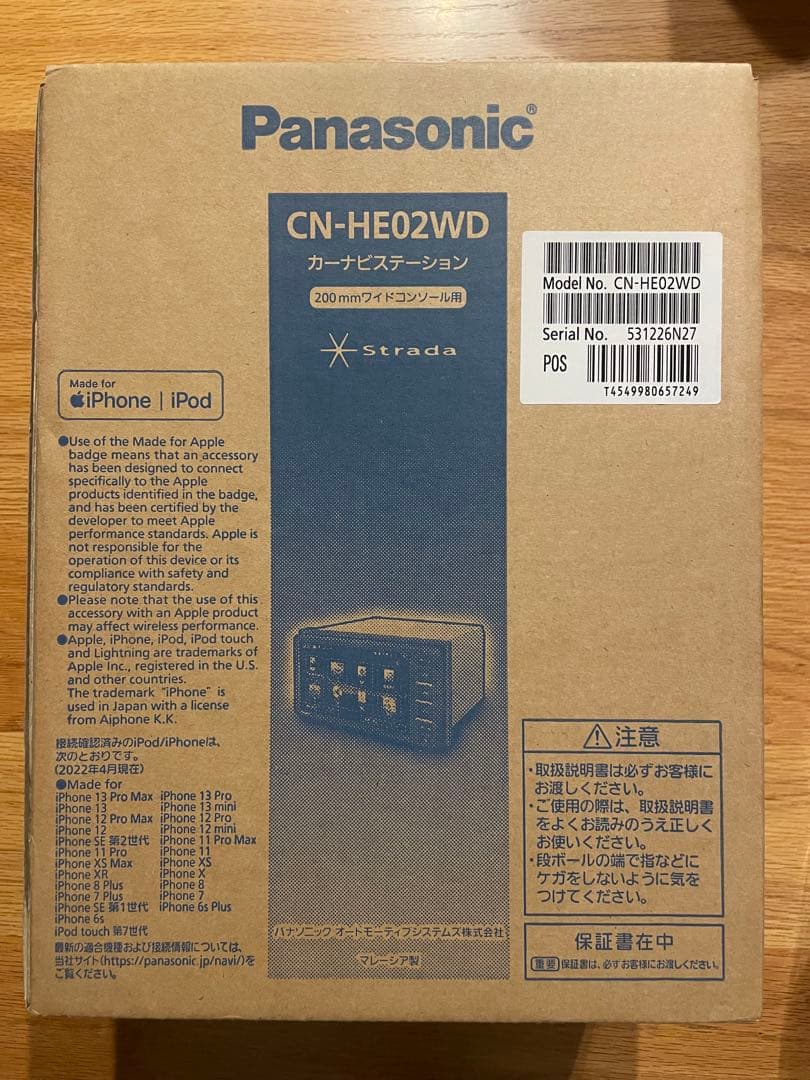 Panasonic®
CN-HE02WD
カーナビステーション
200mmワイドコンソール用
Strada
Model No. CN-HE02WD
Serial No. 531226N27
POS
T4549980657249
Made for
iPhone | iPod
●Use of the Made for Apple
badge means that an accessory
has been designed to connect
specifically to the Apple
products identified in the badge,
and has been certified by the
developer to meet Apple
performance standards. Apple is
not responsible for the
operation of this device or its
compliance with safety and
regulatory standards.
●Please note that the use of this
accessory with an Apple product
may affect wireless performance.
●Apple, iPhone, iPod, iPod touch
and Lightning are trademarks of
Apple Inc., registered in the U.S.
and other countries.
The trademark "iPhone" is
used in Japan with a license
from Aiphone K.K.
接続確認済みのiPod/iPhoneは、
次のとおりです。
(2022年4月現在)
●Made for
iPhone 13 Pro Max iPhone 13 Pro
iPhone 13 iPhone 13 mini
iPhone 12 Pro Max iPhone 12 Pro
iPhone 12 iPhone 12 mini
iPhone SE 第2世代 iPhone 11 Pro Max
iPhone 11 Pro iPhone 11
iPhone XS Max iPhone XS
iPhone XR iPhone X
iPhone 8 Plus iPhone 8
iPhone 7 Plus iPhone 7
iPhone SE 第1世代 iPhone 6s Plus
iPhone 6s
iPod touch 第7世代
最新の適合機種および接続情報については、
当社サイト(https://panasonic.jp/navi/)を
ご覧ください。
パナソニック オートモーティブシステムズ株式会社
マレーシア製
⚠注意
・取扱説明書は必ずお客様に
お渡しください。
・ご使用の際は、取扱説明書
をよくお読みのうえ正しく
お使いください。
・段ボールの端で指などに
ケガをしないように気を
つけてください。
保証書在中
重要 保証書は、必ずお客様にお渡しください。